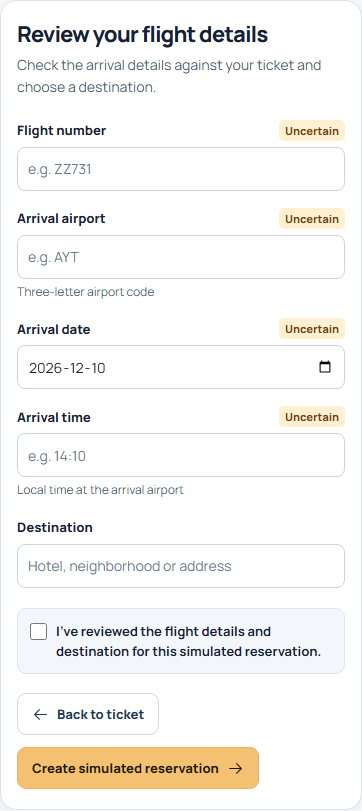 Review your flight details
Check the arrival details against your ticket and
choose a destination.
Flight number
Uncertain
e.g. ZZ731
Arrival airport
Uncertain
e.g. AYT
Three-letter airport code
Arrival date
Uncertain
2026-12-10
Arrival time
Uncertain
e.g. 14:10
Local time at the arrival airport
Destination
Hotel, neighborhood or address
I've reviewed the flight details and
destination for this simulated reservation.
← Back to ticket
Create simulated reservation →